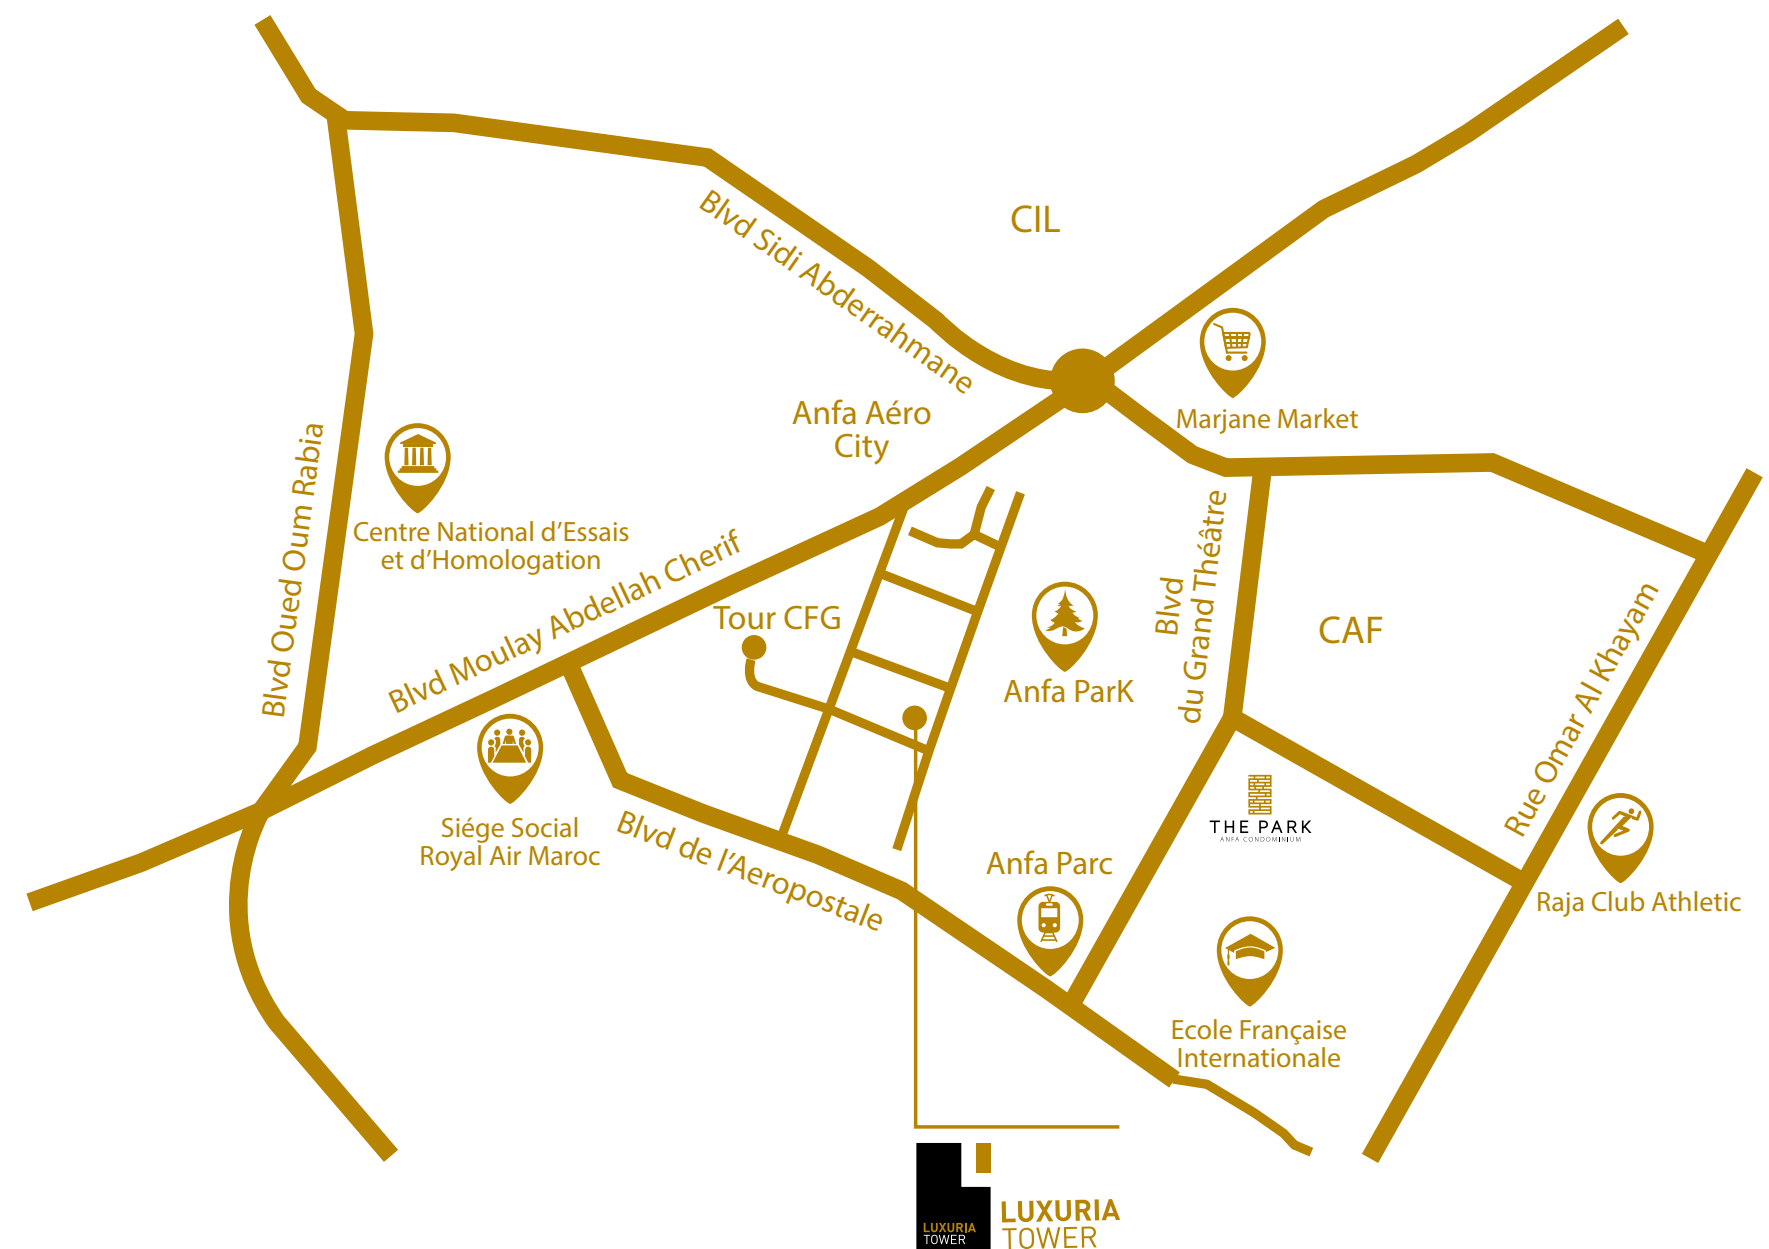 CIL
Blvd Sidi Abderrahmane
Anfa Aéro
City
Marjane Market
Blvd Oued Oum Rabia
Centre National d’Essais
et d’Homologation
Blvd Moulay Abdellah Cherif
Tour CFG
Blvd
du Grand Théâtre
CAF
Anfa ParK
Rue Omar Al Khayam
Siége Social
Royal Air Maroc
Blvd de l’Aeropostale
THE PARK
ANFA CONDOMINIUM
Anfa Parc
Raja Club Athletic
Ecole Française
Internationale
LUXURIA
TOWER
LUXURIA
TOWER